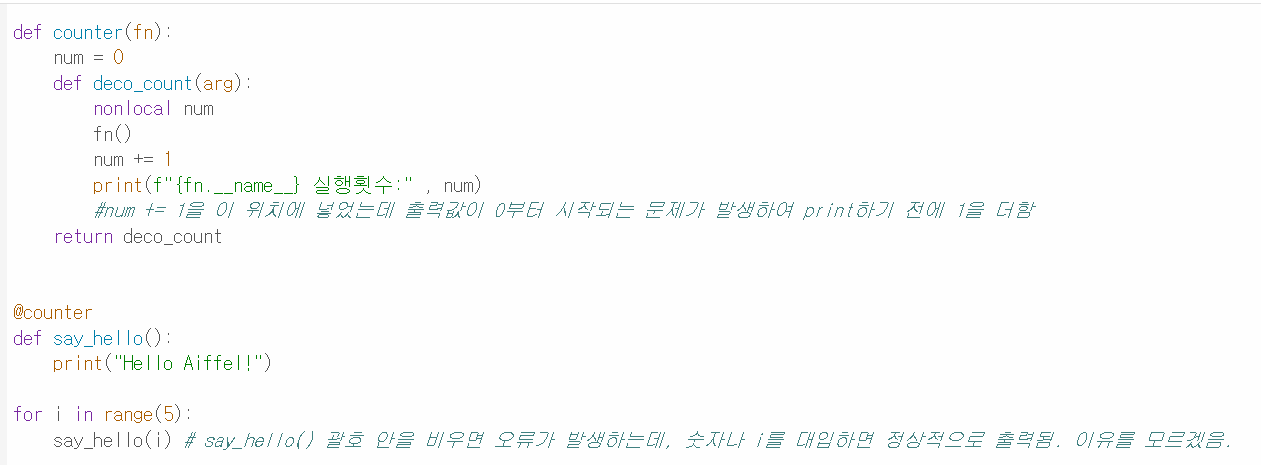 def counter(fn):
    num = 0
    def deco_count(arg):
        nonlocal num
        fn()
        num += 1
        print(f"{fn.__name__} 실행횟수:" , num)
        #num += 1을 이 위치에 넣었는데 출력값이 0부터 시작되는 문제가 발생하여 print하기 전에 1을 더함
    return deco_count
@counter
def say_hello():
    print("Hello Aiffel!")
for i in range(5):
    say_hello(i) # say_hello() 괄호 안을 비우면 오류가 발생하는데, 숫자나 i를 대입하면 정상적으로 출력됨. 이유를 모르겠음.